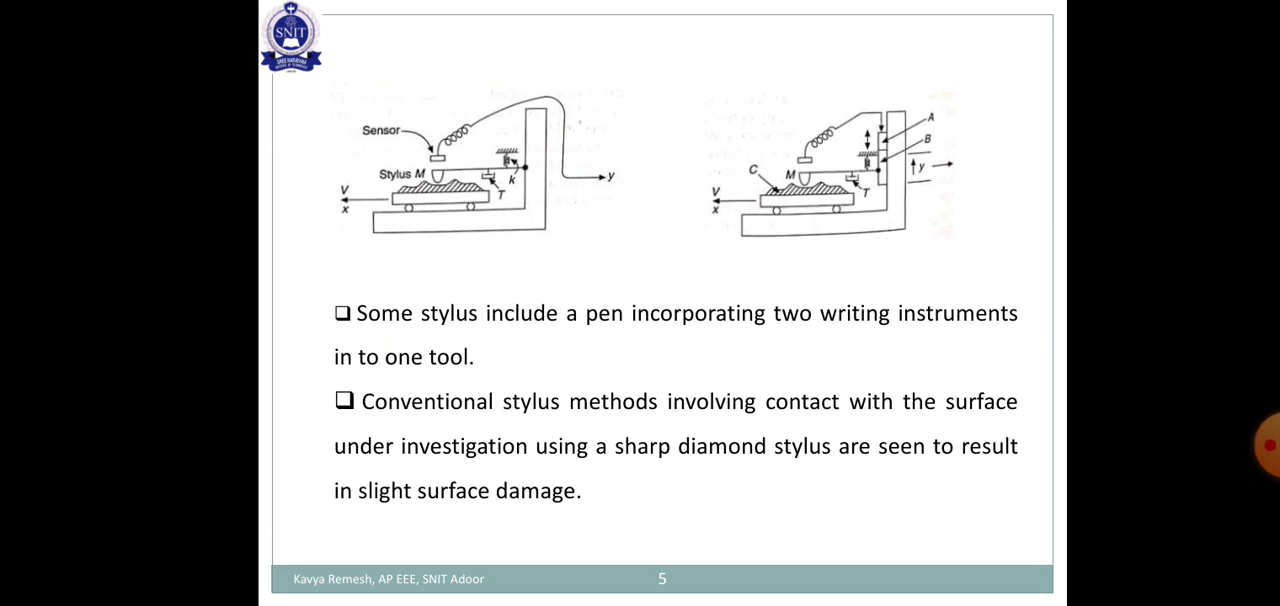 SNIT
Sensor
Stylus M
k
T
y
V
x
A
B
C
M
T
y
V
x
❑ Some stylus include a pen incorporating two writing instruments
in to one tool.
❑ Conventional stylus methods involving contact with the surface
under investigation using a sharp diamond stylus are seen to result
in slight surface damage.
Kavya Remesh, AP EEE, SNIT Adoor 5